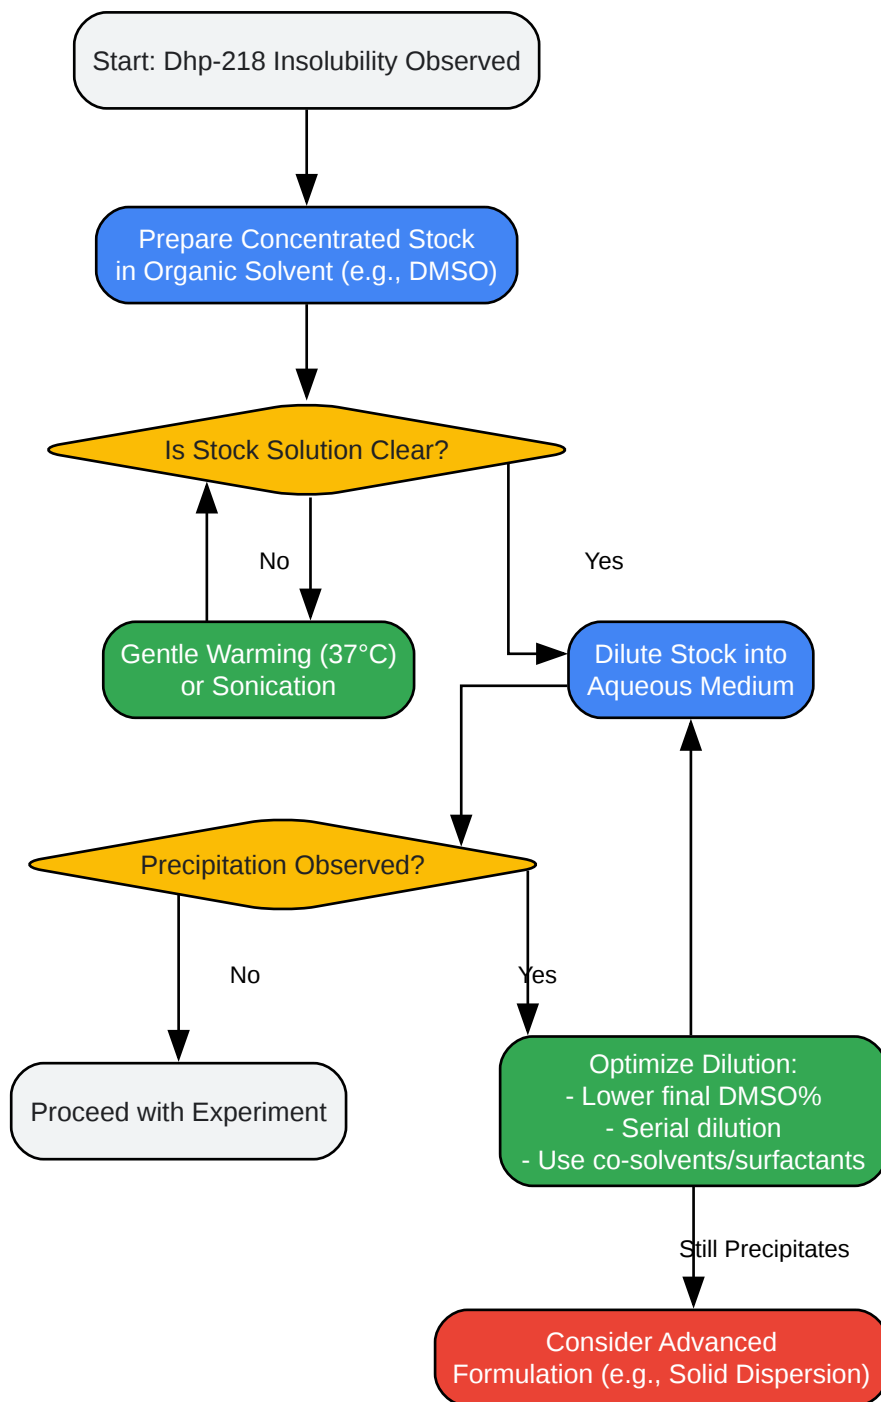 Start: Dhp-218 Insolubility Observed
Prepare Concentrated Stock
in Organic Solvent (e.g., DMSO)
Is Stock Solution Clear?
No
Yes
Gentle Warming (37°C)
or Sonication
Dilute Stock into
Aqueous Medium
Precipitation Observed?
No
Yes
Proceed with Experiment
Optimize Dilution:
- Lower final DMSO%
- Serial dilution
- Use co-solvents/surfactants
Still Precipitates
Consider Advanced
Formulation (e.g., Solid Dispersion)